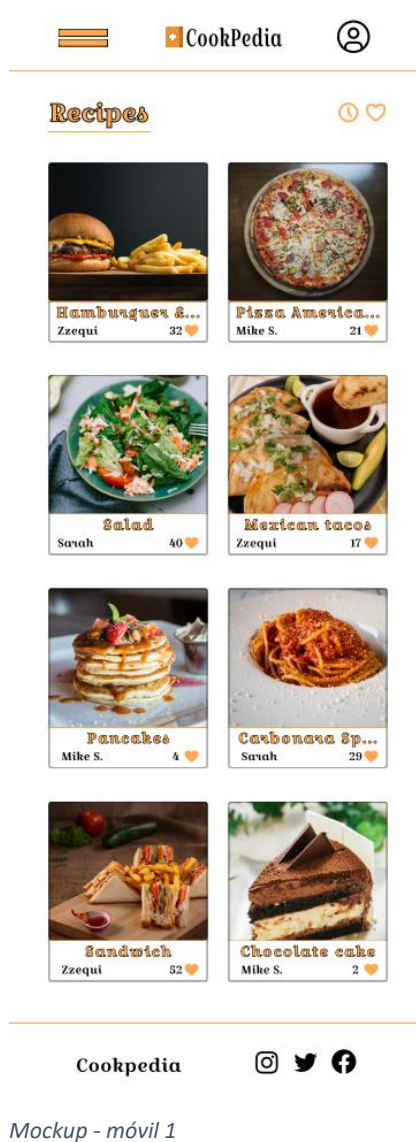 CookPedia
Recipes
Hamburguer &...
Zzequi 32
Pizza America...
Mike S. 21
Salad
Sarah 40
Mexican tacos
Zzequi 17
Pancakes
Mike S. 4
Carbonara Sp...
Sarah 29
Sandwich
Zzequi 52
Chocolate cake
Mike S. 2
Cookpedia
Mockup - móvil 1